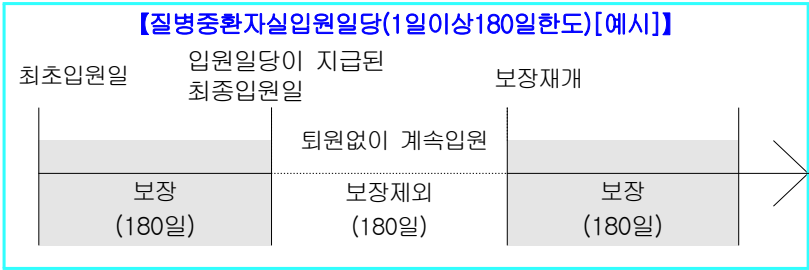 【질병중환자실입원일당(1일이상180일한도)[예시]】
최초입원일
입원일당이 지급된
최종입원일
보장재개
퇴원없이 계속입원
보장
(180일)
보장제외
(180일)
보장
(180일)